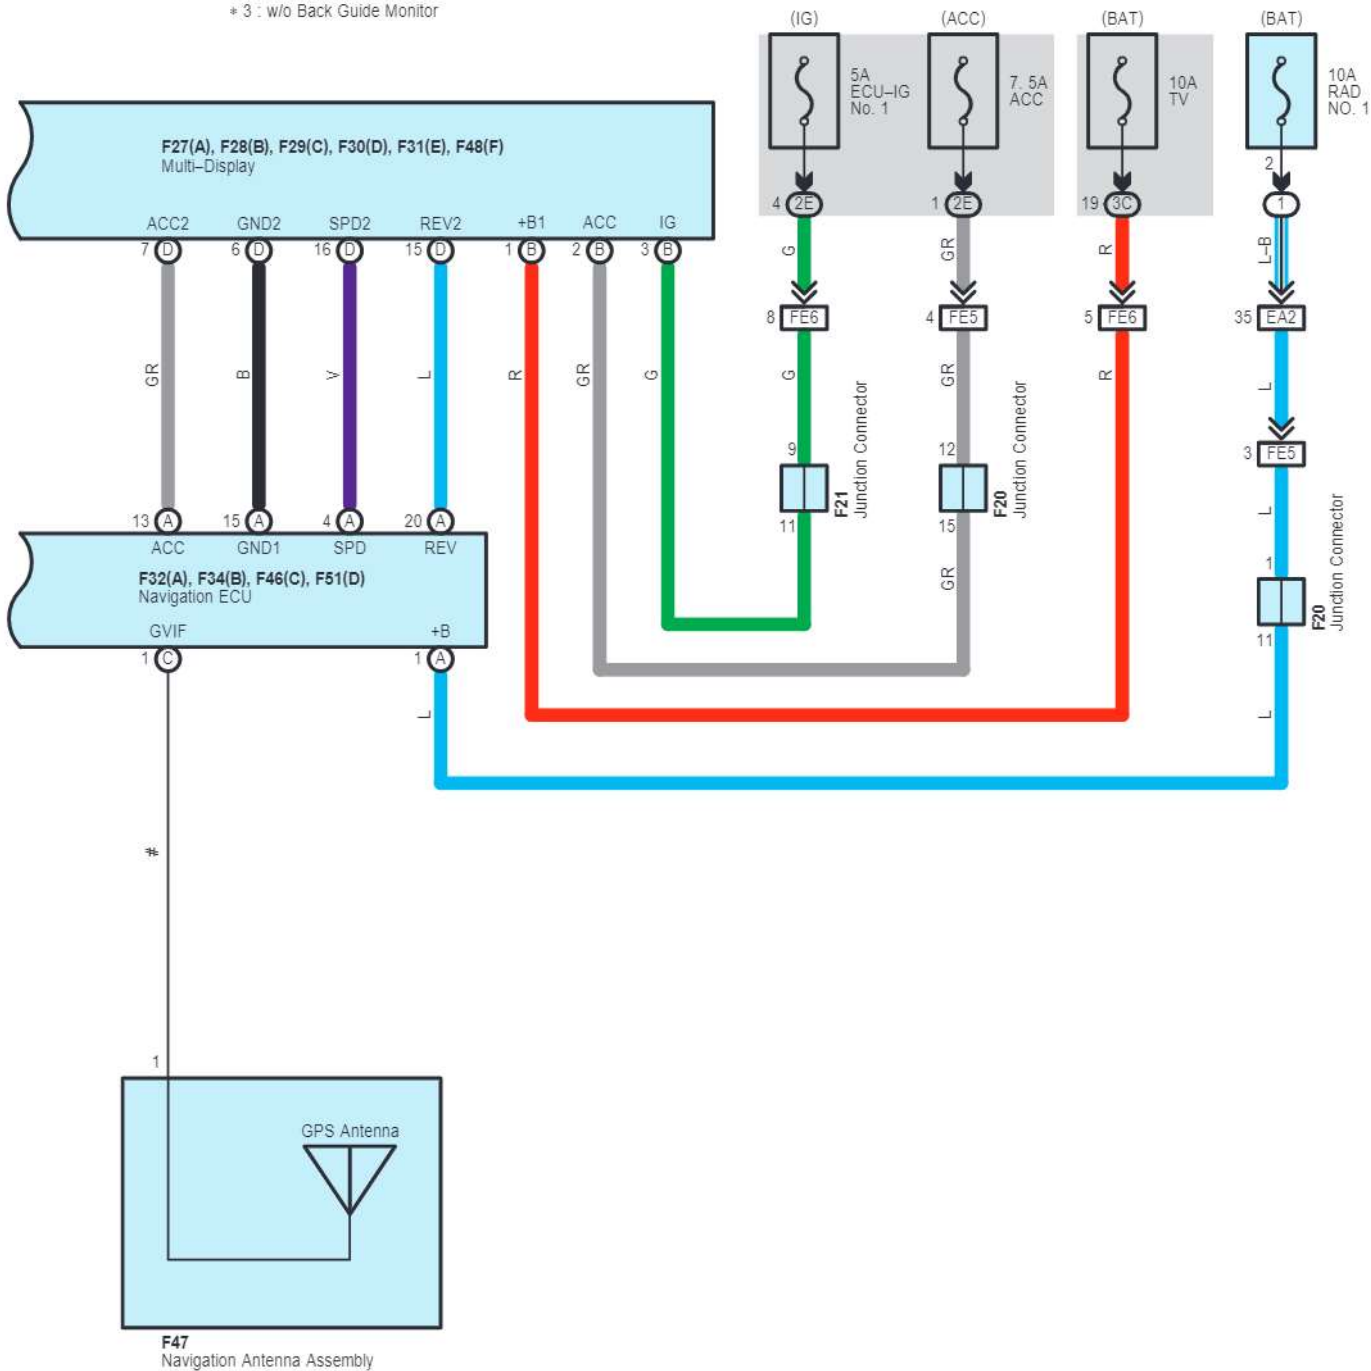 * 3 : w/o Back Guide Monitor
(IG)
(ACC)
(BAT)
(BAT)
5A
ECU–IG
No. 1
7. 5A
ACC
10A
TV
10A
RAD
NO. 1
2
4 2E
1 2E
19 3C
1
F27(A), F28(B), F29(C), F30(D), F31(E), F48(F)
Multi–Display
ACC2 GND2 SPD2 REV2 +B1 ACC IG
7 D 6 D 16 D 15 D 1 B 2 B 3 B
G GR R L–B
8 FE6
4 FE5
5 FE6
35 EA2
GR B V L R GR G
G GR R L
9
F21
Junction Connector
11
12
F20
Junction Connector
15
3 FE5
L
GR
1
F20
Junction Connector
11
L
13 A 15 A 4 A 20 A
ACC GND1 SPD REV
F32(A), F34(B), F46(C), F51(D)
Navigation ECU
GVIF +B
1 C 1 A
L
#
1
GPS Antenna
F47
Navigation Antenna Assembly